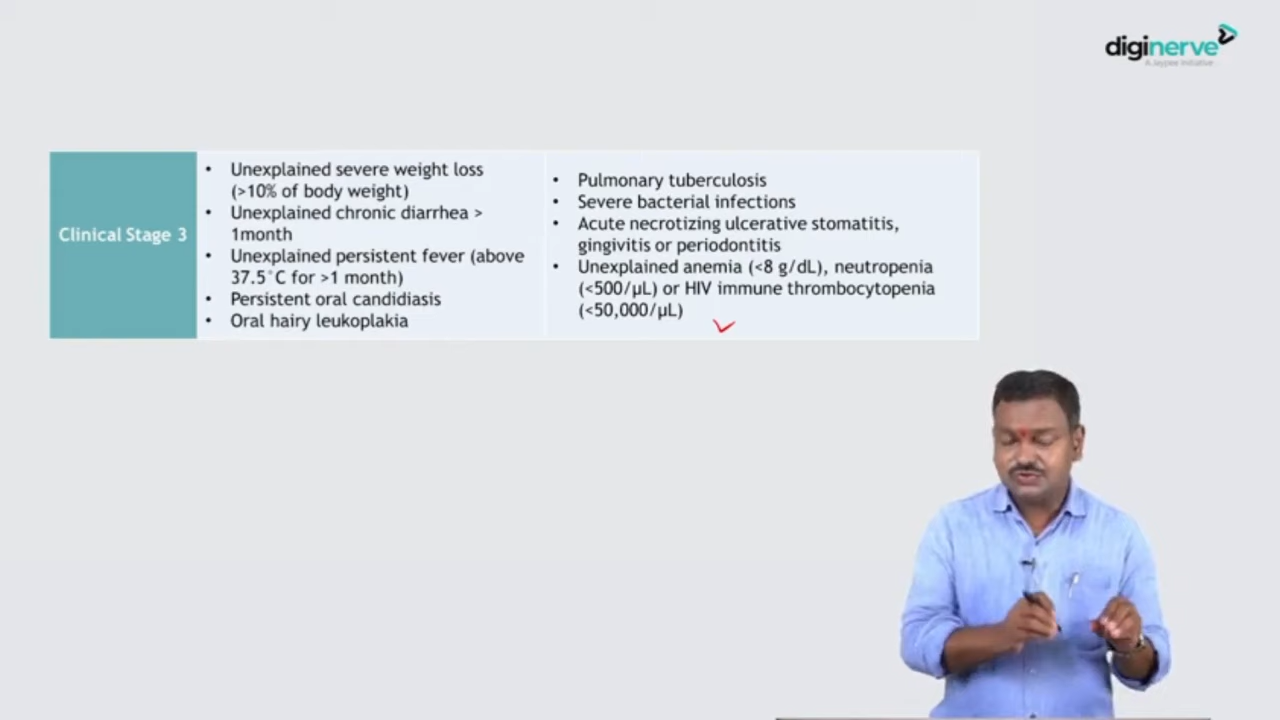 diginerve
A Jaypee Initiative
Clinical Stage 3
• Unexplained severe weight loss
(>10% of body weight)
• Unexplained chronic diarrhea >
1month
• Unexplained persistent fever (above
37.5°C for >1 month)
• Persistent oral candidiasis
• Oral hairy leukoplakia
• Pulmonary tuberculosis
• Severe bacterial infections
• Acute necrotizing ulcerative stomatitis,
gingivitis or periodontitis
• Unexplained anemia (<8 g/dL), neutropenia
(<500/µL) or HIV immune thrombocytopenia
(<50,000/µL)